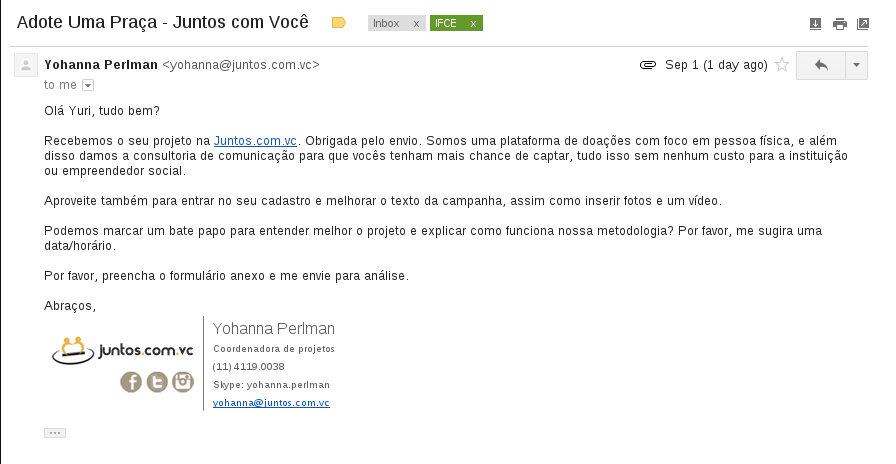 Adote Uma Praça - Juntos com Você
Inbox x
IFCE x
Yohanna Perlman <yohanna@juntos.com.vc>
Sep 1 (1 day ago)
to me
Olá Yuri, tudo bem?
Recebemos o seu projeto na Juntos.com.vc. Obrigada pelo envio. Somos uma plataforma de doações com foco em pessoa física, e além
disso damos a consultoria de comunicação para que vocês tenham mais chance de captar, tudo isso sem nenhum custo para a instituição
ou empreendedor social.
Aproveite também para entrar no seu cadastro e melhorar o texto da campanha, assim como inserir fotos e um vídeo.
Podemos marcar um bate papo para entender melhor o projeto e explicar como funciona nossa metodologia? Por favor, me sugira uma
data/horário.
Por favor, preencha o formulário anexo e me envie para análise.
Abraços,
juntos.com.vc
Yohanna Perlman
Coordenadora de projetos
(11) 4119.0038
Skype: yohanna.perlman
yohanna@juntos.com.vc